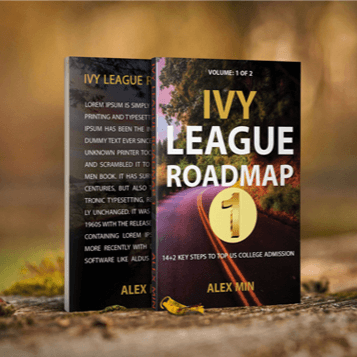 IVY LEAGUE R
LOREM IPSUM IS SIMPLY
PRINTING AND TYPESETT
IPSUM HAS BEEN THE I
DUMMY TEXT EVER SINCE
UNKNOWN PRINTER TOO
AND SCRAMBLED IT TO
MEN BOOK. IT HAS SUR
CENTURIES, BUT ALSO T
TRONIC TYPESETTING, R
LY UNCHANGED. IT WAS
1960S WITH THE RELEAS
CONTAINING LOREM IP
MORE RECENTLY WITH
SOFTWARE LIKE ALDUS
ALEX M
VOLUME: 1 OF 2
IVY
LEAGUE
ROADMAP
1
14+2 KEY STEPS TO TOP US COLLEGE ADMISSION
ALEX MIN